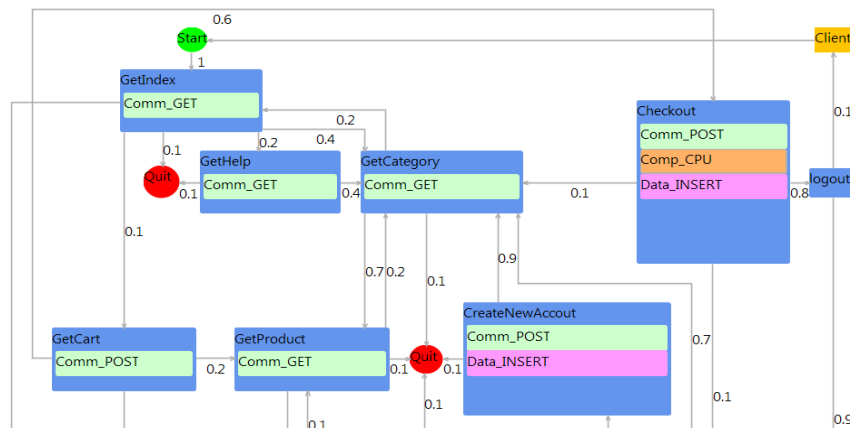 0.6
Start
Client
1
GetIndex
Comm_GET
0.2
0.1
0.2
0.4
Checkout
Comm_POST
Comp_CPU
Data_INSERT
0.1
GetHelp
Comm_GET
GetCategory
Comm_GET
Quit
0.1
0.4
0.1
0.8
logout
0.1
0.9
0.7
0.2
0.1
CreateNewAccout
Comm_POST
Data_INSERT
0.7
GetCart
Comm_POST
0.2
GetProduct
Comm_GET
0.1
Quit
0.1
0.1
0.1
0.1
0.9